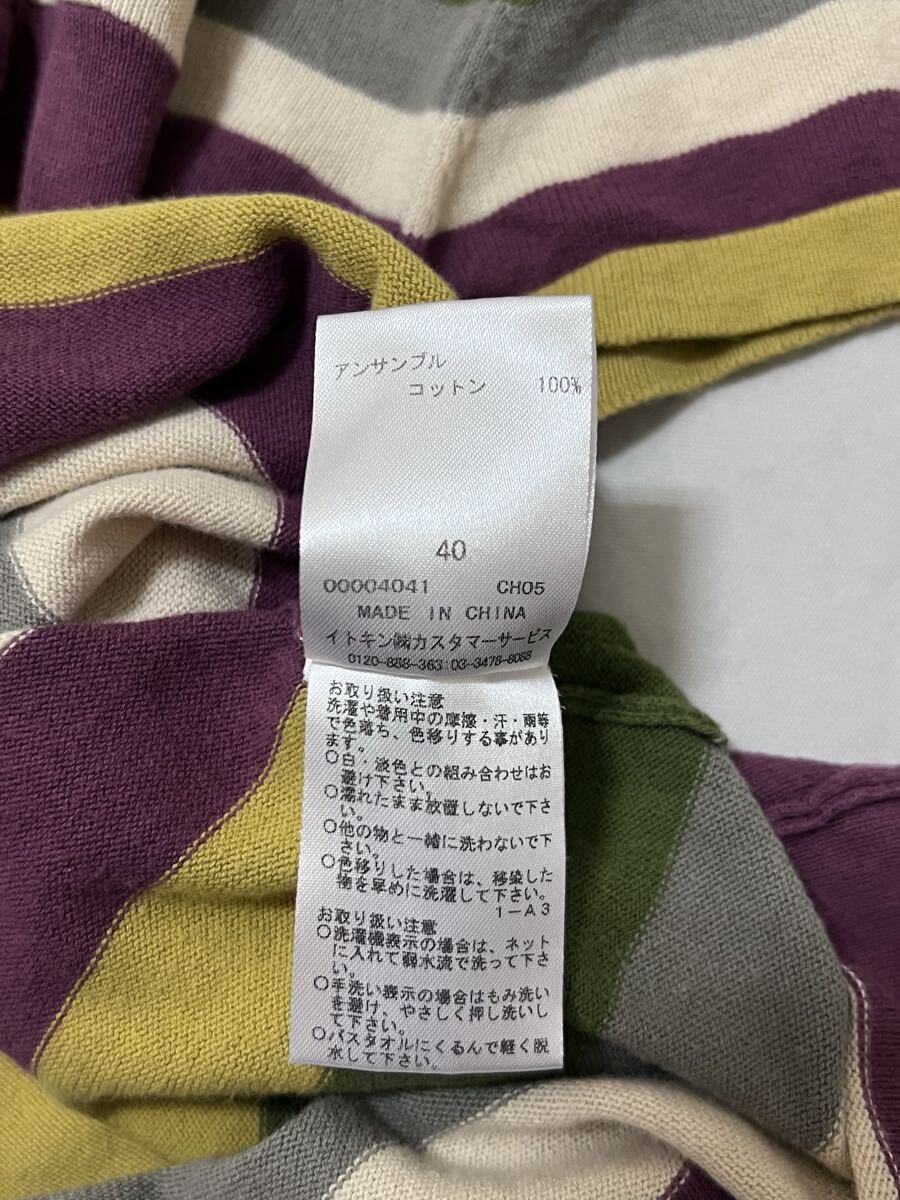 アンサンブル
コットン 100%
40
00004041 CH05
MADE IN CHINA
イトキン㈱カスタマーサービス
0120-888-363 03-3478-8088
お取り扱い注意
洗濯や着用中の摩擦・汗・雨等
で色落ち、色移りする事があり
ます。
○白・淡色との組み合わせはお
避け下さい。
○濡れたまま放置しないで下さ
い。
○他の物と一緒に洗わないで下
さい。
○色移りした場合は、移染した
物を早めに洗濯して下さい。
1-A3
お取り扱い注意
○洗濯機表示の場合は、ネット
に入れて弱水流で洗って下さ
い。
○手洗い表示の場合はもみ洗い
を避け、やさしく押し洗いし
て下さい。
○バスタオルにくるんで軽く脱
水して下さい。